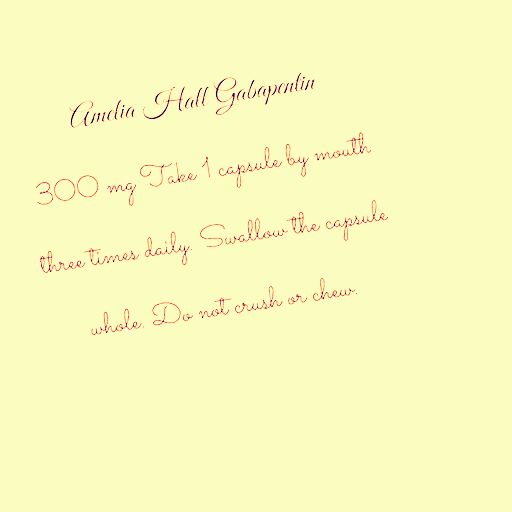 Amelia Hall Gabapentin
300 mg Take 1 capsule by mouth
three times daily. Swallow the capsule
whole. Do not crush or chew.